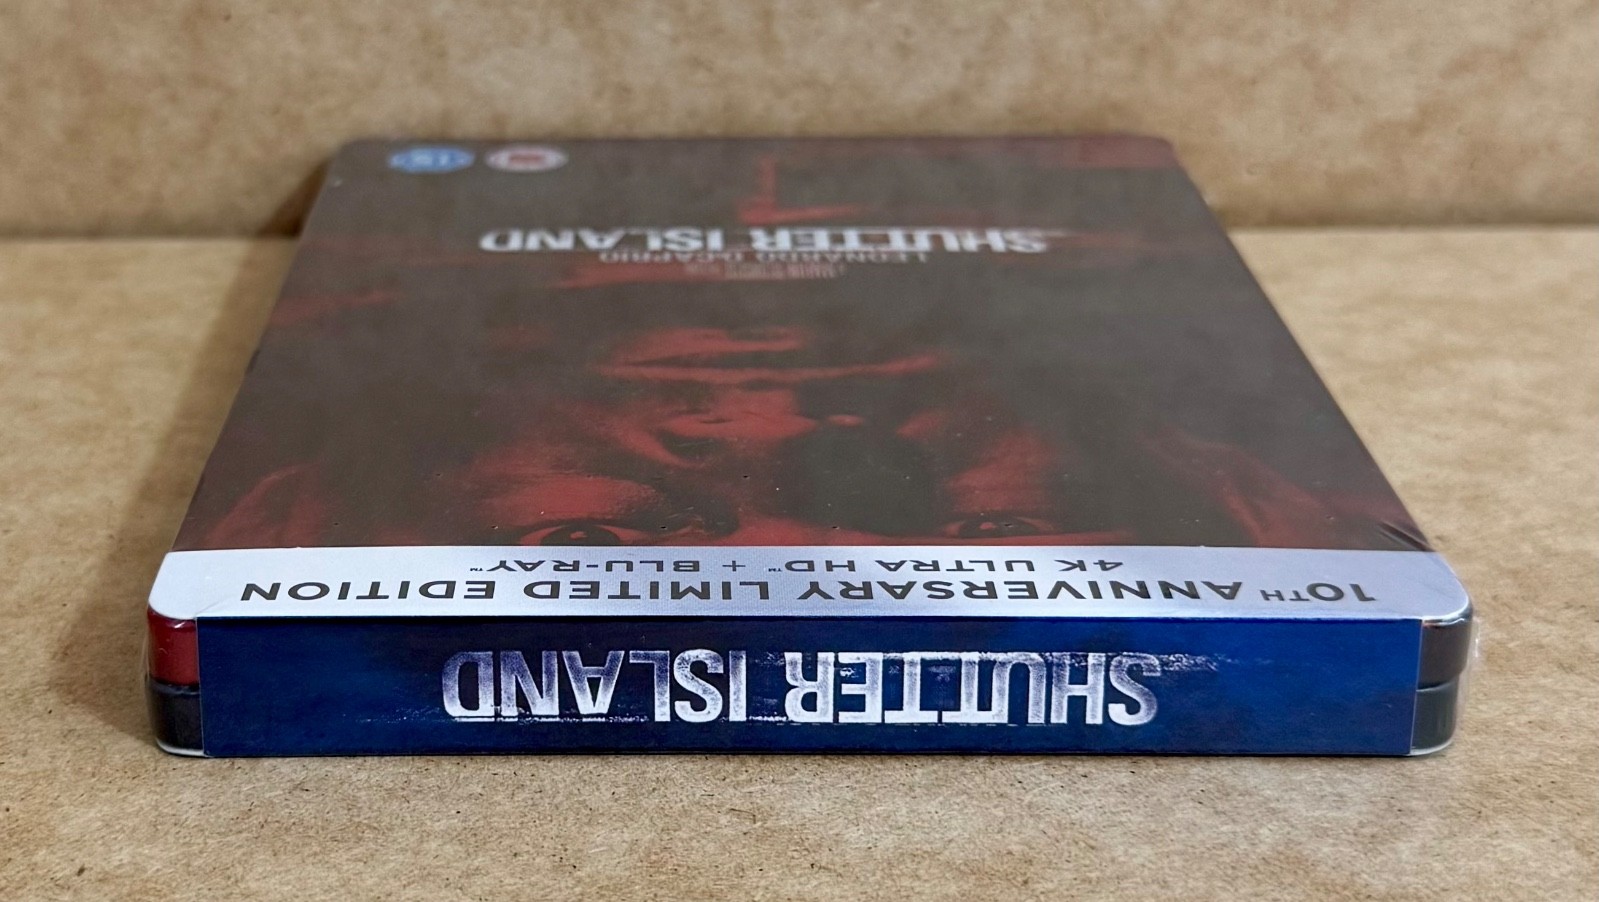 SHUTTER ISLAND
10TH ANNIVERSARY LIMITED EDITION
4K ULTRA HD™ + BLU-RAY™
LEONARDO DiCAPRIO
SHUTTER ISLAND